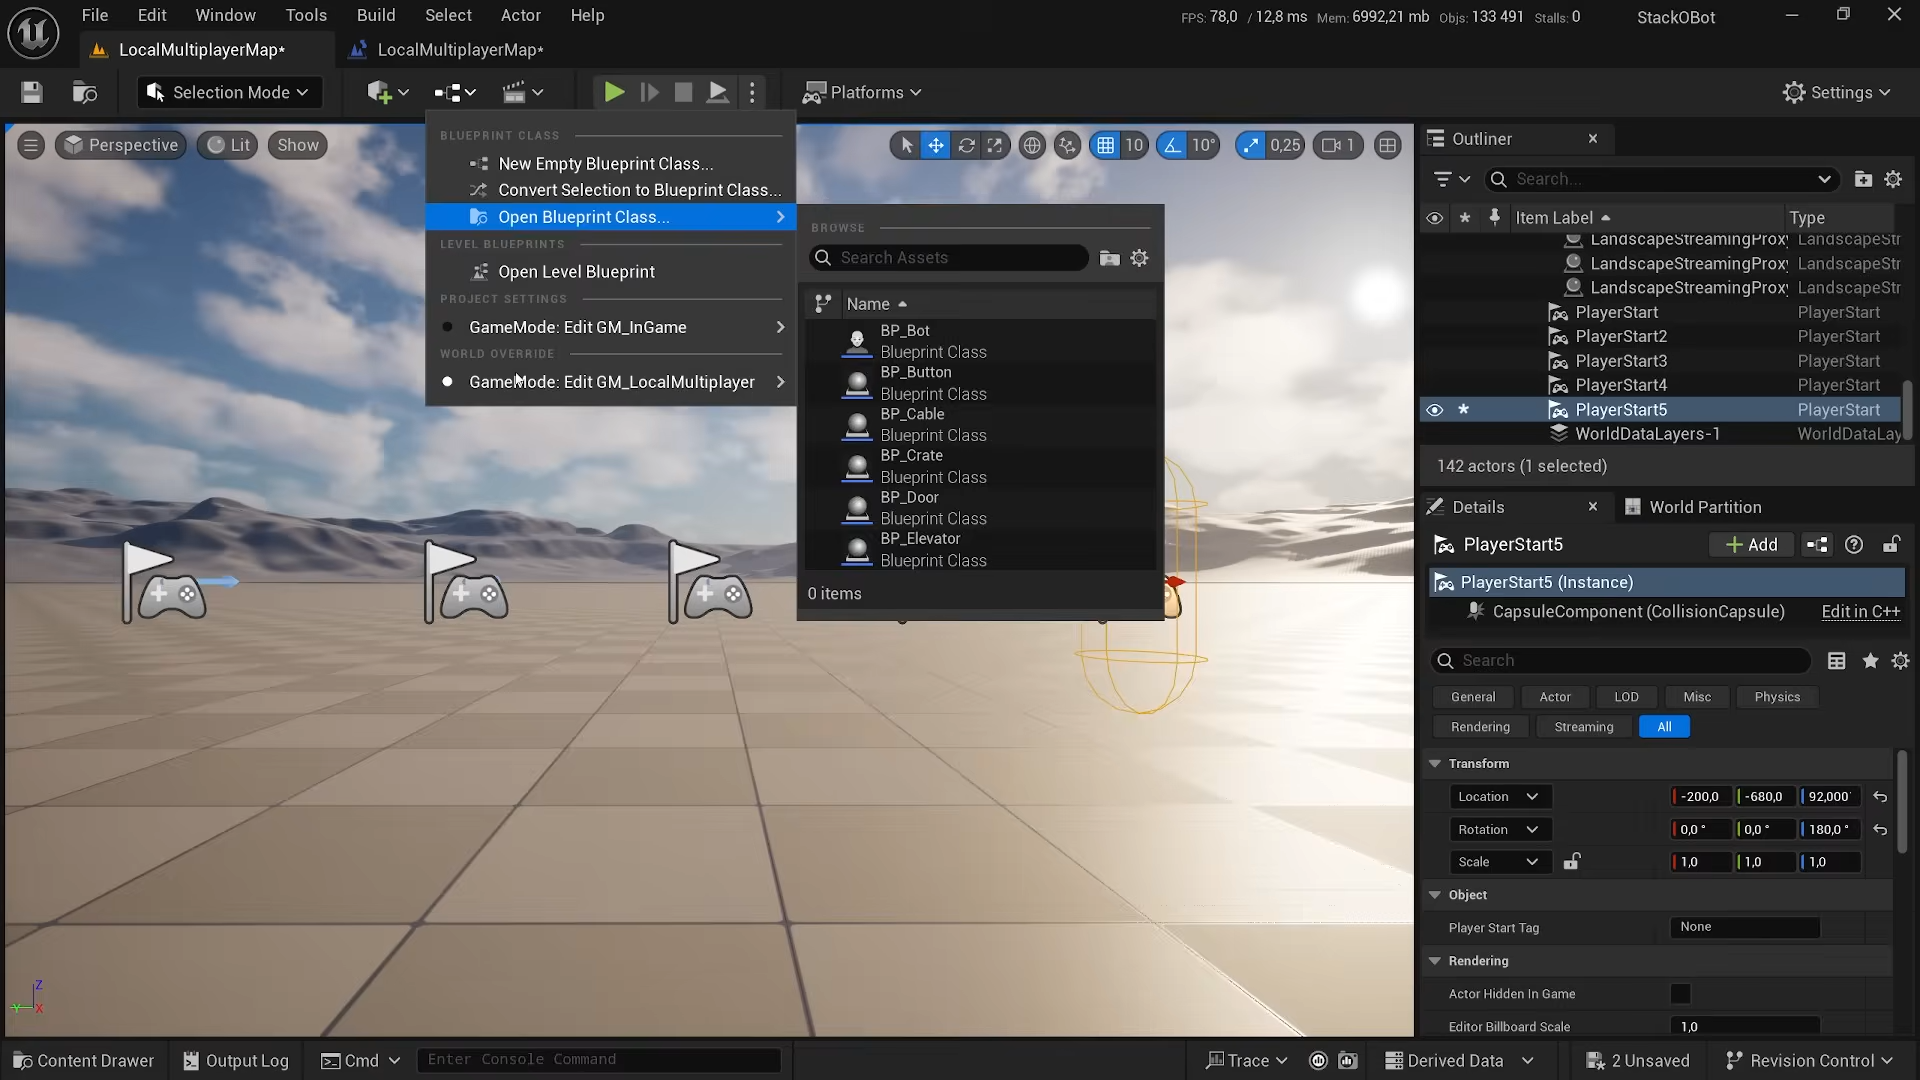 File Edit Window Tools Build Select Actor Help
FPS: 78,0 / 12,8 ms Mem: 6992,21 mb Objs: 133 491 Stalls: 0 StackOBot
LocalMultiplayerMap* LocalMultiplayerMap*
Selection Mode Platforms Settings
Perspective Lit Show
10 10° 0,25 1
BLUEPRINT CLASS
New Empty Blueprint Class...
Convert Selection to Blueprint Class...
Open Blueprint Class...
LEVEL BLUEPRINTS
Open Level Blueprint
PROJECT SETTINGS
GameMode: Edit GM_InGame
WORLD OVERRIDE
GameMode: Edit GM_LocalMultiplayer
BROWSE
Search Assets
Name
BP_Bot
Blueprint Class
BP_Button
Blueprint Class
BP_Cable
Blueprint Class
BP_Crate
Blueprint Class
BP_Door
Blueprint Class
BP_Elevator
Blueprint Class
0 items
Outliner
Search...
Item Label Type
LandscapeStreamingProxy LandscapeStr
LandscapeStreamingProxy LandscapeStr
LandscapeStreamingProxy LandscapeStr
PlayerStart PlayerStart
PlayerStart2 PlayerStart
PlayerStart3 PlayerStart
PlayerStart4 PlayerStart
PlayerStart5 PlayerStart
WorldDataLayers-1 WorldDataLay
142 actors (1 selected)
Details World Partition
PlayerStart5 Add
PlayerStart5 (Instance)
CapsuleComponent (CollisionCapsule) Edit in C++
Search
General Actor LOD Misc Physics
Rendering Streaming All
Transform
Location -200,0 -680,0 92,000
Rotation 0,0 ° 0,0 ° 180,0 °
Scale 1,0 1,0 1,0
Object
Player Start Tag None
Rendering
Actor Hidden In Game
Editor Billboard Scale 1,0
Z
Y X
Content Drawer Output Log Cmd Enter Console Command Trace Derived Data 2 Unsaved Revision Control